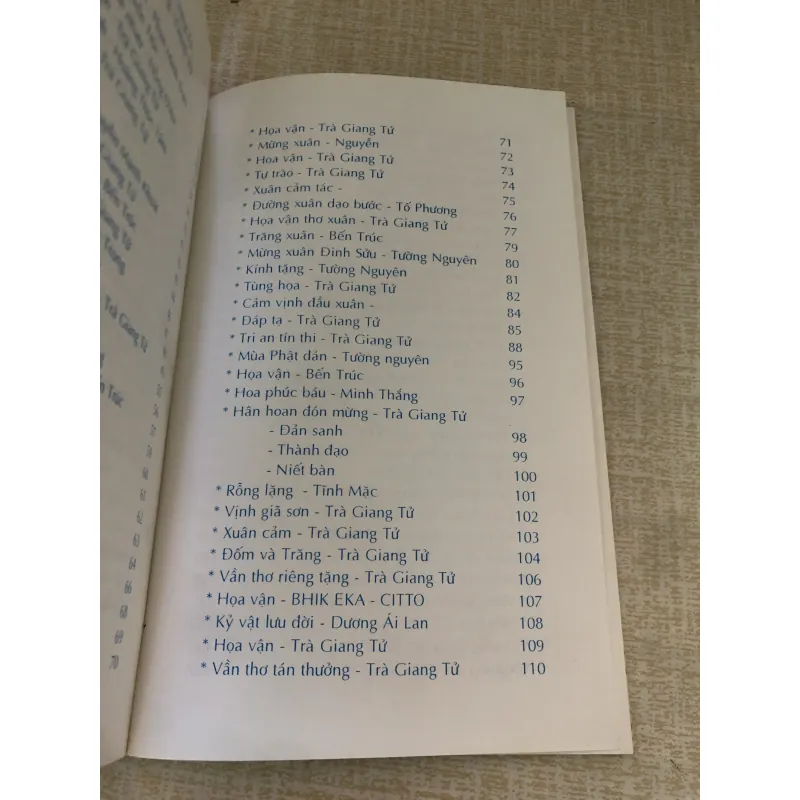 * Họa vận - Trà Giang Tử 71
* Mừng xuân - Nguyễn 72
* Hoa vận - Trà Giang Tử 73
* Tự trào - Trà Giang Tử 74
* Xuân cảm tác - 75
* Đường xuân dạo bước - Tố Phương 76
* Họa vận thơ xuân - Trà Giang Tử 77
* Trăng xuân - Bến Trúc 79
* Mừng xuân Đinh Sửu - Tường Nguyên 80
* Kính tặng - Tường Nguyên 81
* Tùng họa - Trà Giang Tử 82
* Cảm vịnh đầu xuân - 84
* Đáp tạ - Trà Giang Tử 85
* Tri an tín thi - Trà Giang Tử 88
* Mùa Phật đản - Tường nguyên 95
* Họa vận - Bến Trúc 96
* Hoa phúc báu - Minh Thắng 97
* Hân hoan đón mừng - Trà Giang Tử
- Đản sanh 98
- Thành đạo 99
- Niết bàn 100
* Rỗng lặng - Tĩnh Mặc 101
* Vịnh giã sơn - Trà Giang Tử 102
* Xuân cảm - Trà Giang Tử 103
* Đốm và Trăng - Trà Giang Tử 104
* Vần thơ riêng tặng - Trà Giang Tử 106
* Họa vận - BHIK EKA - CITTO 107
* Kỷ vật lưu đời - Dương Ái Lan 108
* Họa vận - Trà Giang Tử 109
* Vần thơ tán thưởng - Trà Giang Tử 110